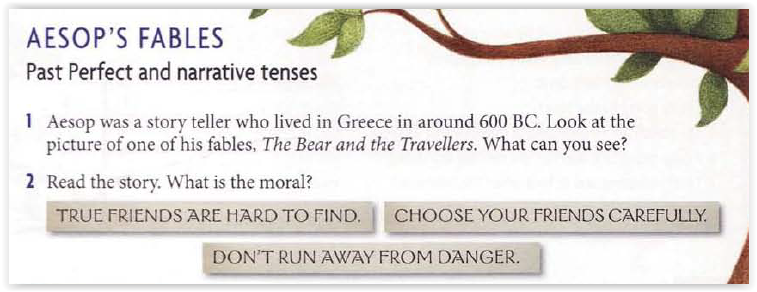 AESOP'S FABLES
Past Perfect and narrative tenses
1 Aesop was a story teller who lived in Greece in around 600 BC. Look at the
picture of one of his fables, The Bear and the Travellers. What can you see?
2 Read the story. What is the moral?
TRUE FRIENDS ARE HARD TO FIND.
CHOOSE YOUR FRIENDS CAREFULLY.
DON'T RUN AWAY FROM DANGER.